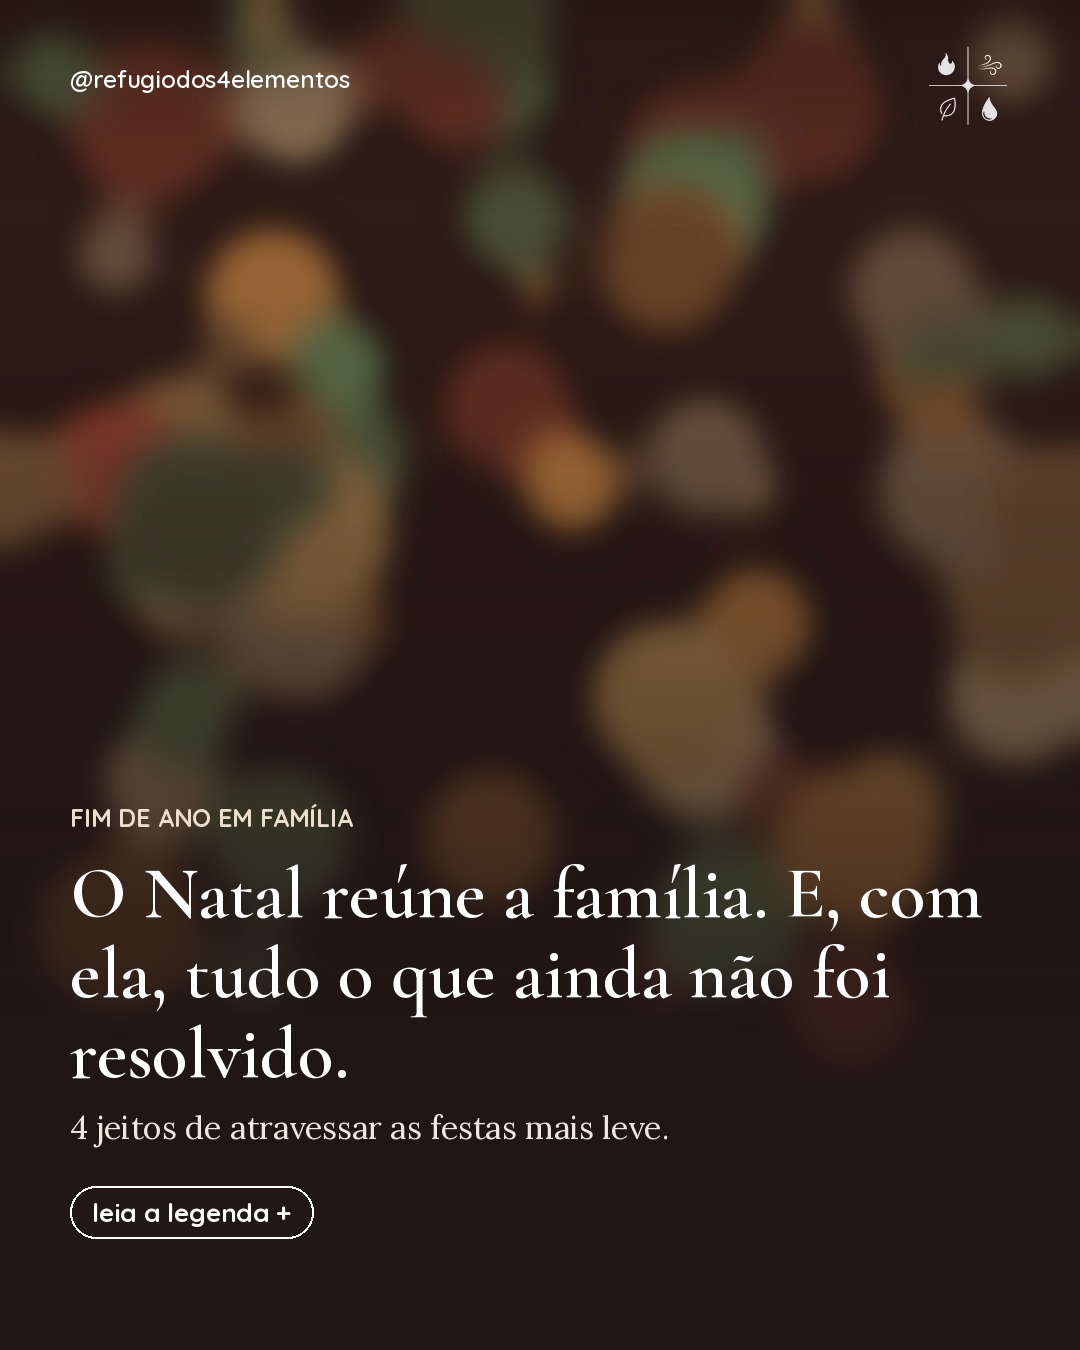 @refugiodos4elementos
FIM DE ANO EM FAMÍLIA
O Natal reúne a família. E, com
ela, tudo o que ainda não foi
resolvido.
4 jeitos de atravessar as festas mais leve.
leia a legenda +